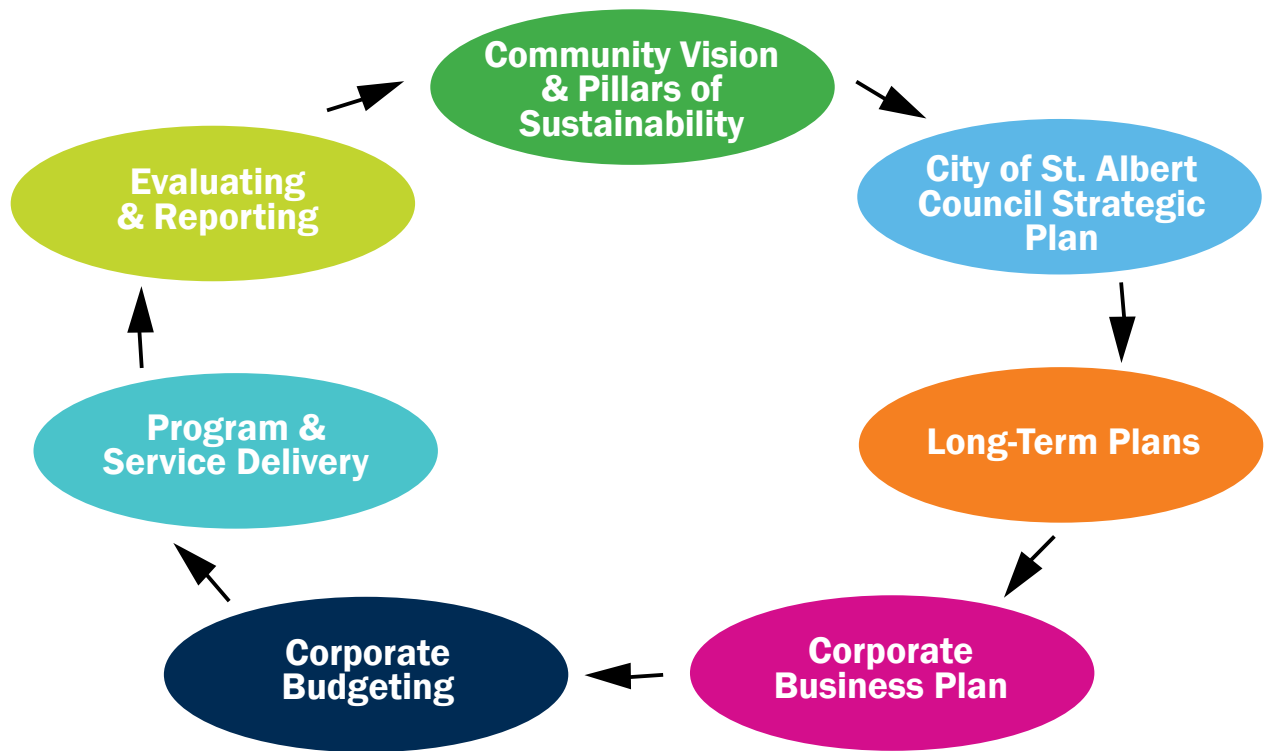 Community Vision
& Pillars of
Sustainability
City of St. Albert
Council Strategic
Plan
Long-Term Plans
Corporate
Business Plan
Corporate
Budgeting
Program &
Service Delivery
Evaluating
& Reporting